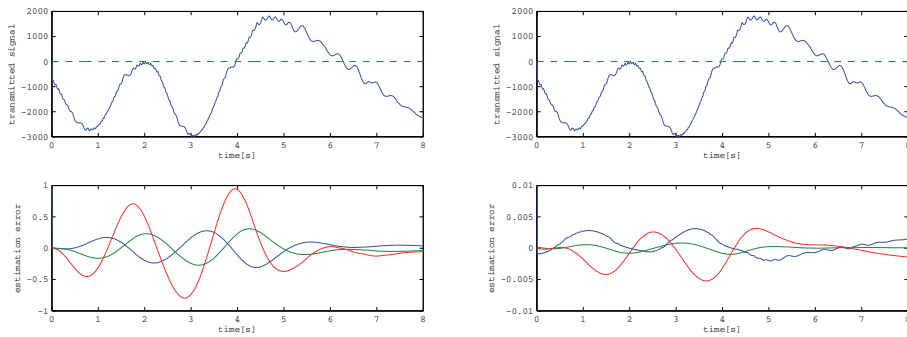 2000
1000
0
-1000
-2000
-3000
transmitted signal
0 1 2 3 4 5 6 7 8
time[s]
2000
1000
0
-1000
-2000
-3000
transmitted signal
0 1 2 3 4 5 6 7 8
time[s]
1
0.5
0
-0.5
-1
estimation error
0 1 2 3 4 5 6 7 8
time[s]
0.01
0.005
0
-0.005
-0.01
estimation error
0 1 2 3 4 5 6 7 8
time[s]